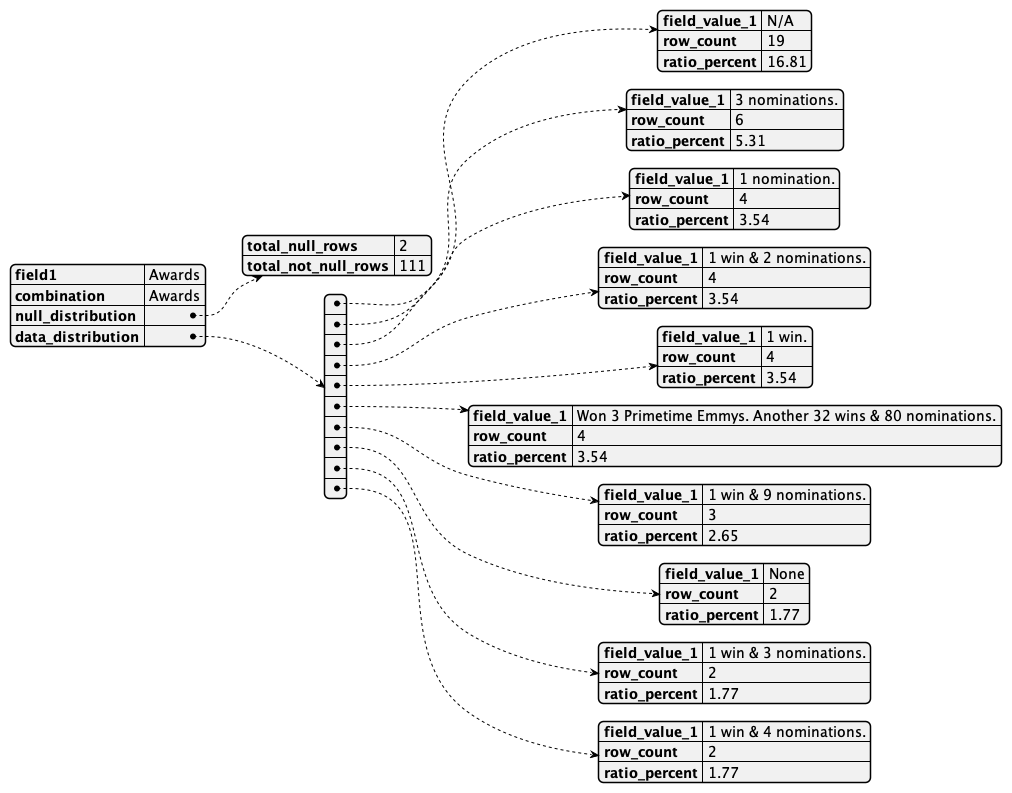 field1 Awards
combination Awards
null_distribution
data_distribution
total_null_rows 2
total_not_null_rows 111
field_value_1 N/A
row_count 19
ratio_percent 16.81
field_value_1 3 nominations.
row_count 6
ratio_percent 5.31
field_value_1 1 nomination.
row_count 4
ratio_percent 3.54
field_value_1 1 win & 2 nominations.
row_count 4
ratio_percent 3.54
field_value_1 1 win.
row_count 4
ratio_percent 3.54
field_value_1 Won 3 Primetime Emmys. Another 32 wins & 80 nominations.
row_count 4
ratio_percent 3.54
field_value_1 1 win & 9 nominations.
row_count 3
ratio_percent 2.65
field_value_1 None
row_count 2
ratio_percent 1.77
field_value_1 1 win & 3 nominations.
row_count 2
ratio_percent 1.77
field_value_1 1 win & 4 nominations.
row_count 2
ratio_percent 1.77